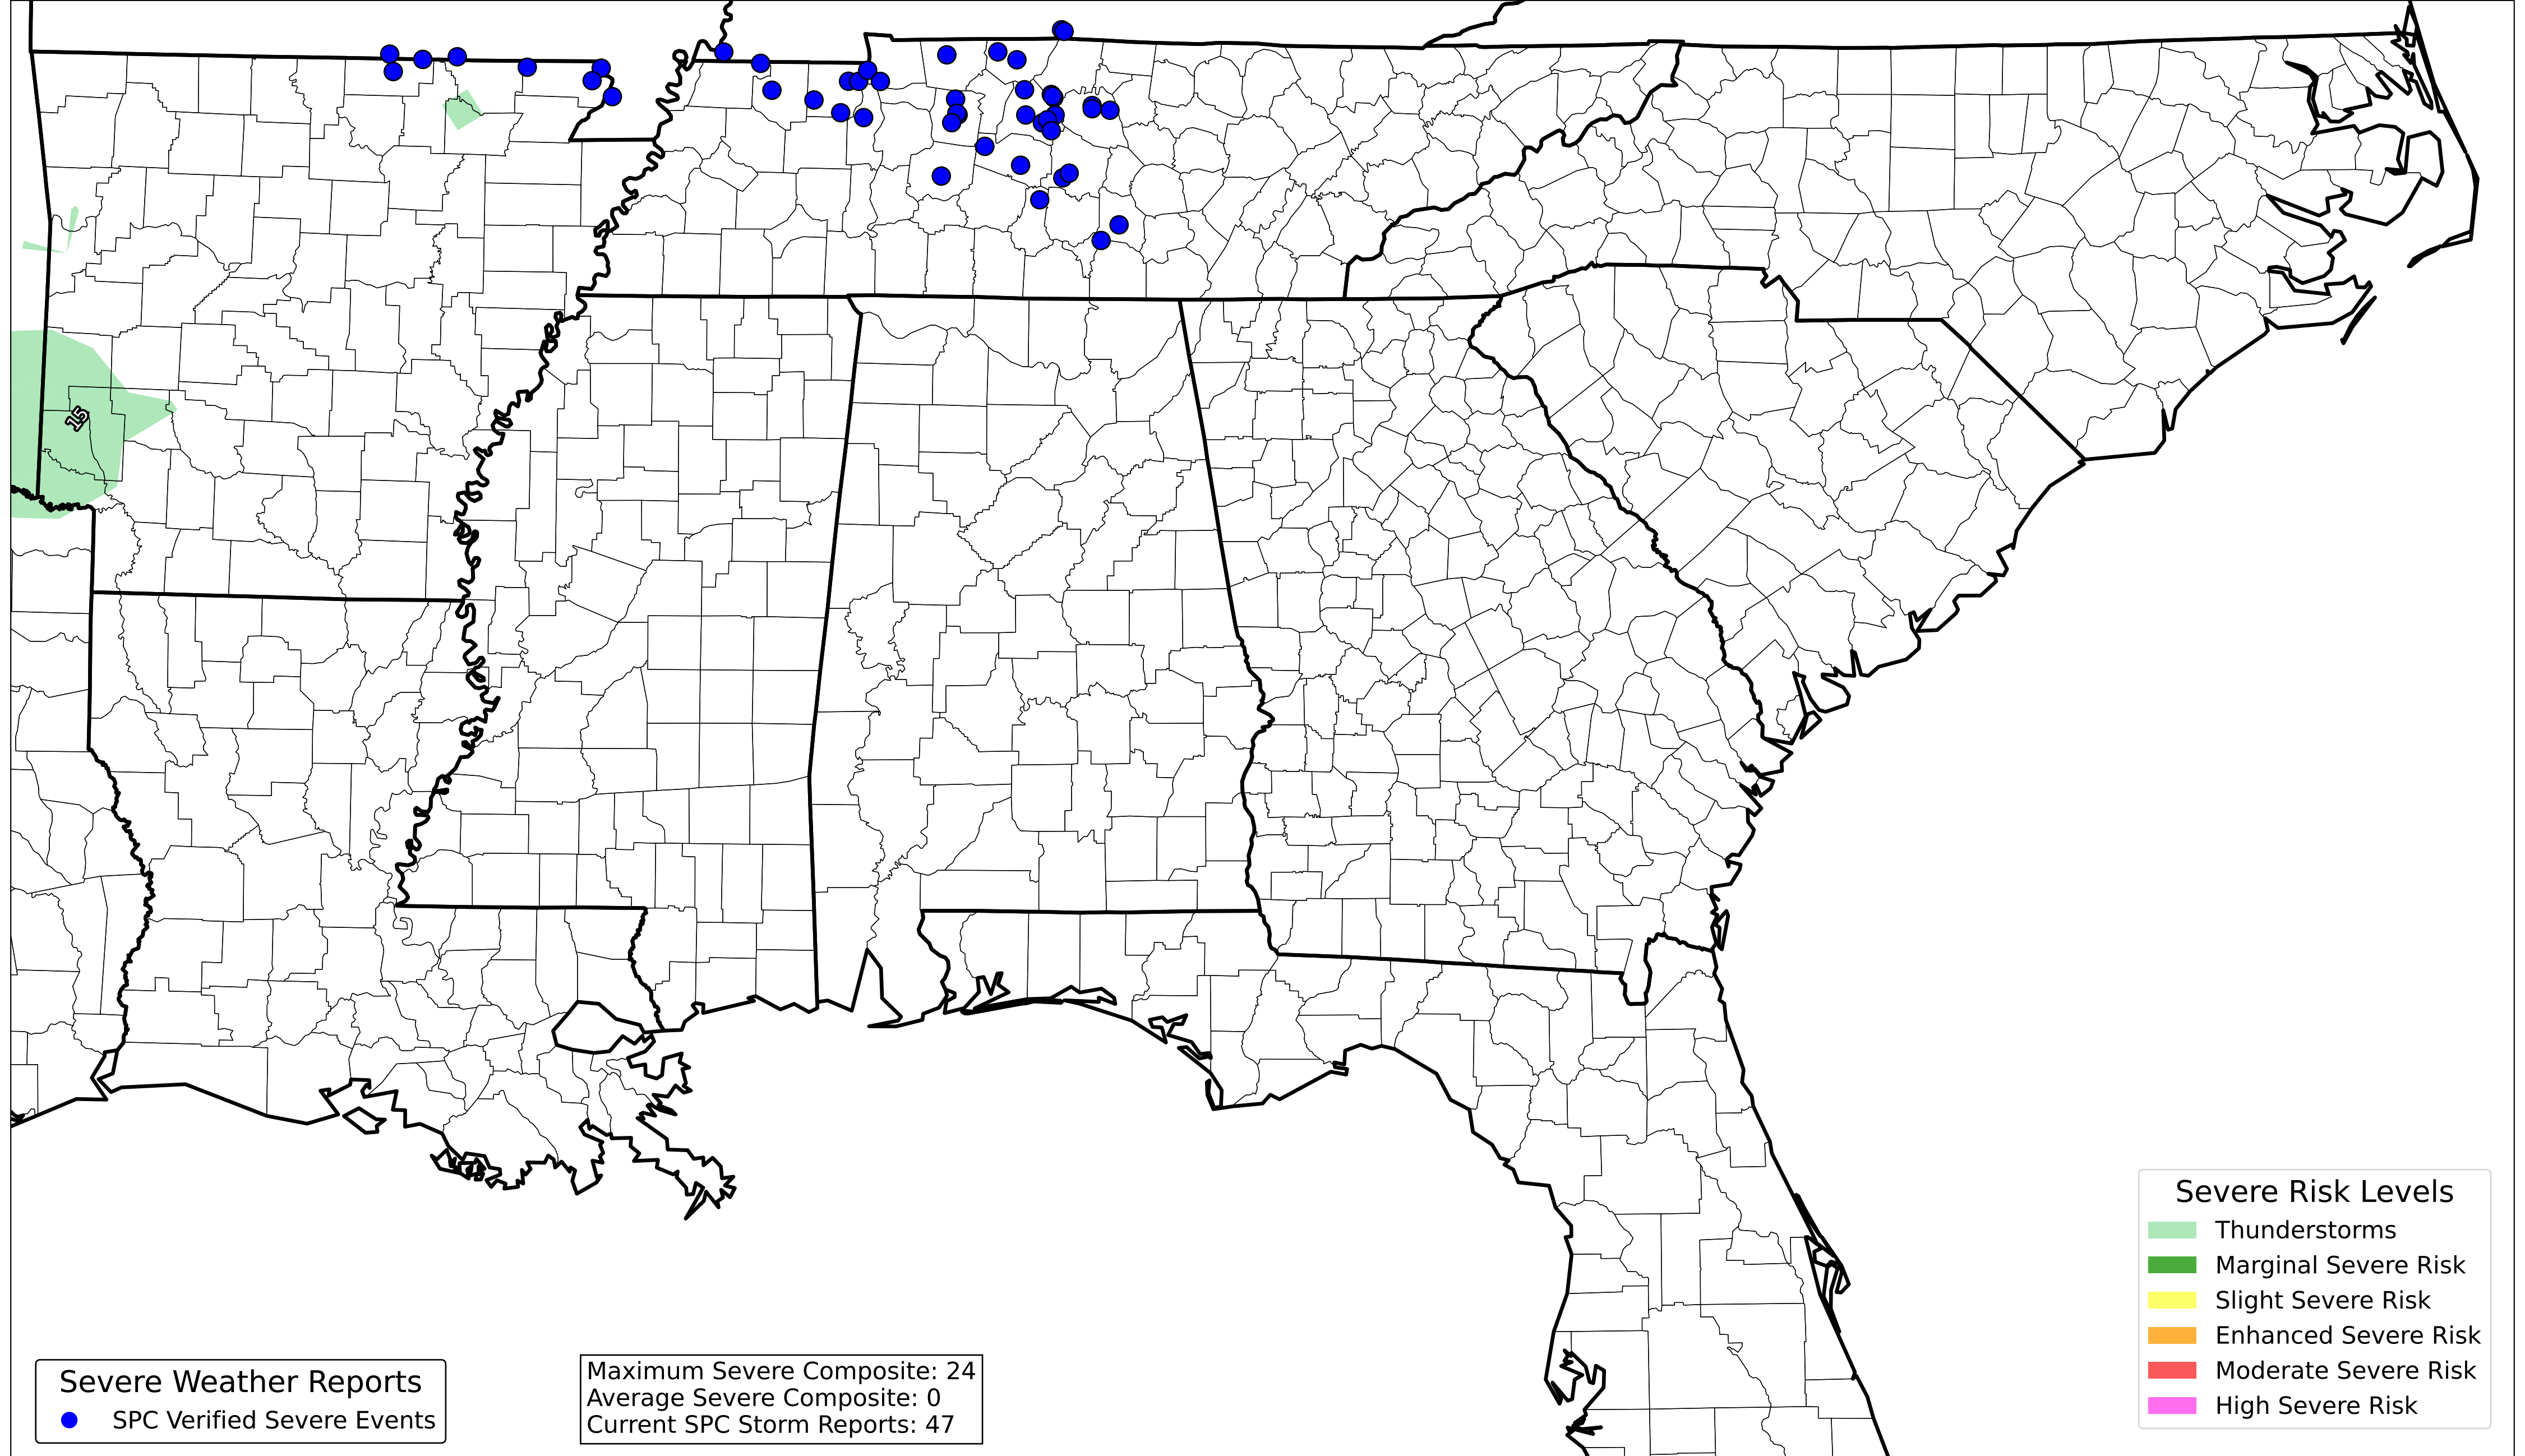 15
Severe Weather Reports
SPC Verified Severe Events
Maximum Severe Composite: 24
Average Severe Composite: 0
Current SPC Storm Reports: 47
Severe Risk Levels
Thunderstorms
Marginal Severe Risk
Slight Severe Risk
Enhanced Severe Risk
Moderate Severe Risk
High Severe Risk